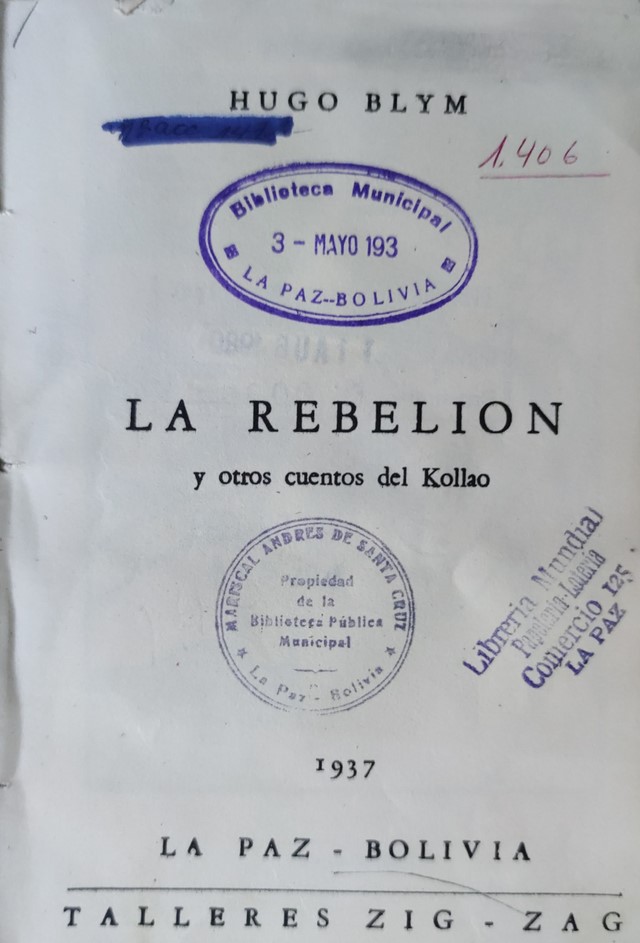 HUGO BLYM
1.406
Biblioteca Municipal
3 - MAYO 193
LA PAZ--BOLIVIA
LA REBELION
y otros cuentos del Kollao
MARISCAL ANDRES DE SANTA CRUZ
Propiedad
de la
Biblioteca Pública
Municipal
La Paz - Bolivia
Libreria Mundial
Papeleria-Loteria
Comercio 125
LA PAZ
1937
LA PAZ - BOLIVIA
TALLERES ZIG - ZAG